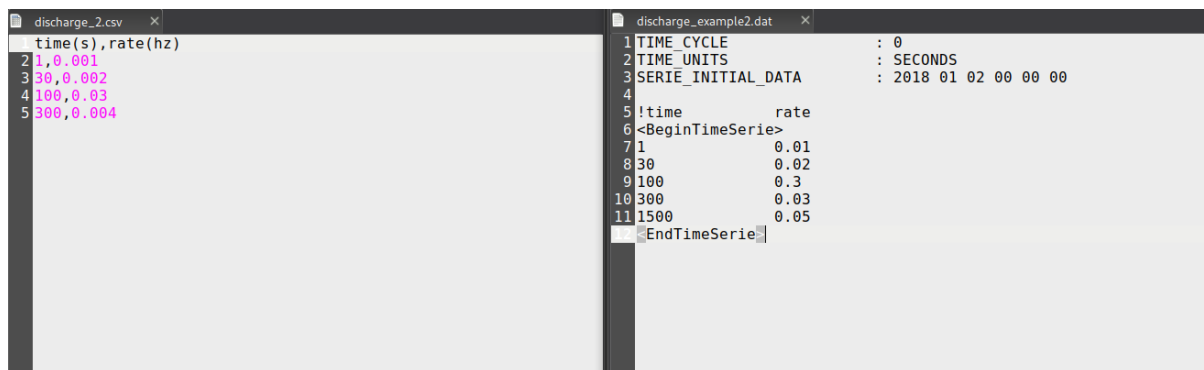 discharge_2.csv
1 time(s),rate(hz)
2 1,0.001
3 30,0.002
4 100,0.03
5 300,0.004
discharge_example2.dat
1 TIME_CYCLE : 0
2 TIME_UNITS : SECONDS
3 SERIE_INITIAL_DATA : 2018 01 02 00 00 00
4
5 !time rate
6 <BeginTimeSerie>
7 1 0.01
8 30 0.02
9 100 0.3
10 300 0.03
11 1500 0.05
12 <EndTimeSerie>